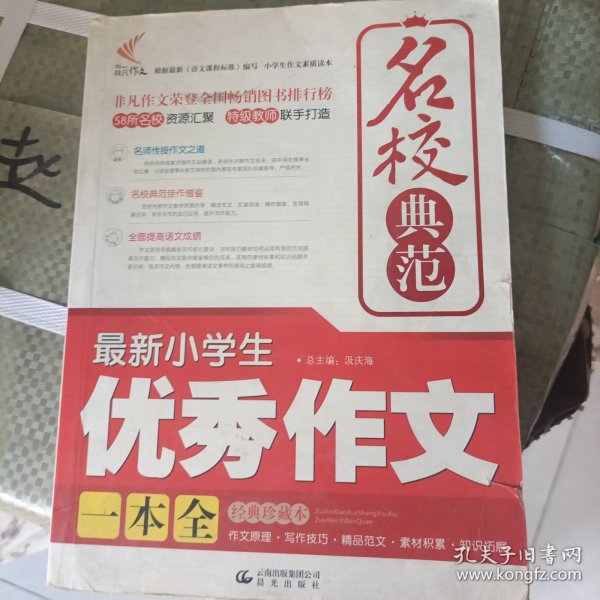 非凡作文
根据最新《语文课程标准》编写 小学生作文素质读本
非凡作文荣登全国畅销图书排行榜
58所名校资源汇聚 特级教师联手打造
名校
典范
名师传授作文之道
名校典范佳作借鉴
全面提高语文成绩
最新小学生
总主编：汲庆海
优秀作文
一本全
经典珍藏本
ZuiXinXiaoXueShengYouXiu
ZuoWenYiBenQuan
作文原理·写作技巧·精品范文·素材积累·知识拓展
云南出版集团公司
晨光出版社
孔夫子旧书网
www.kongfz.com